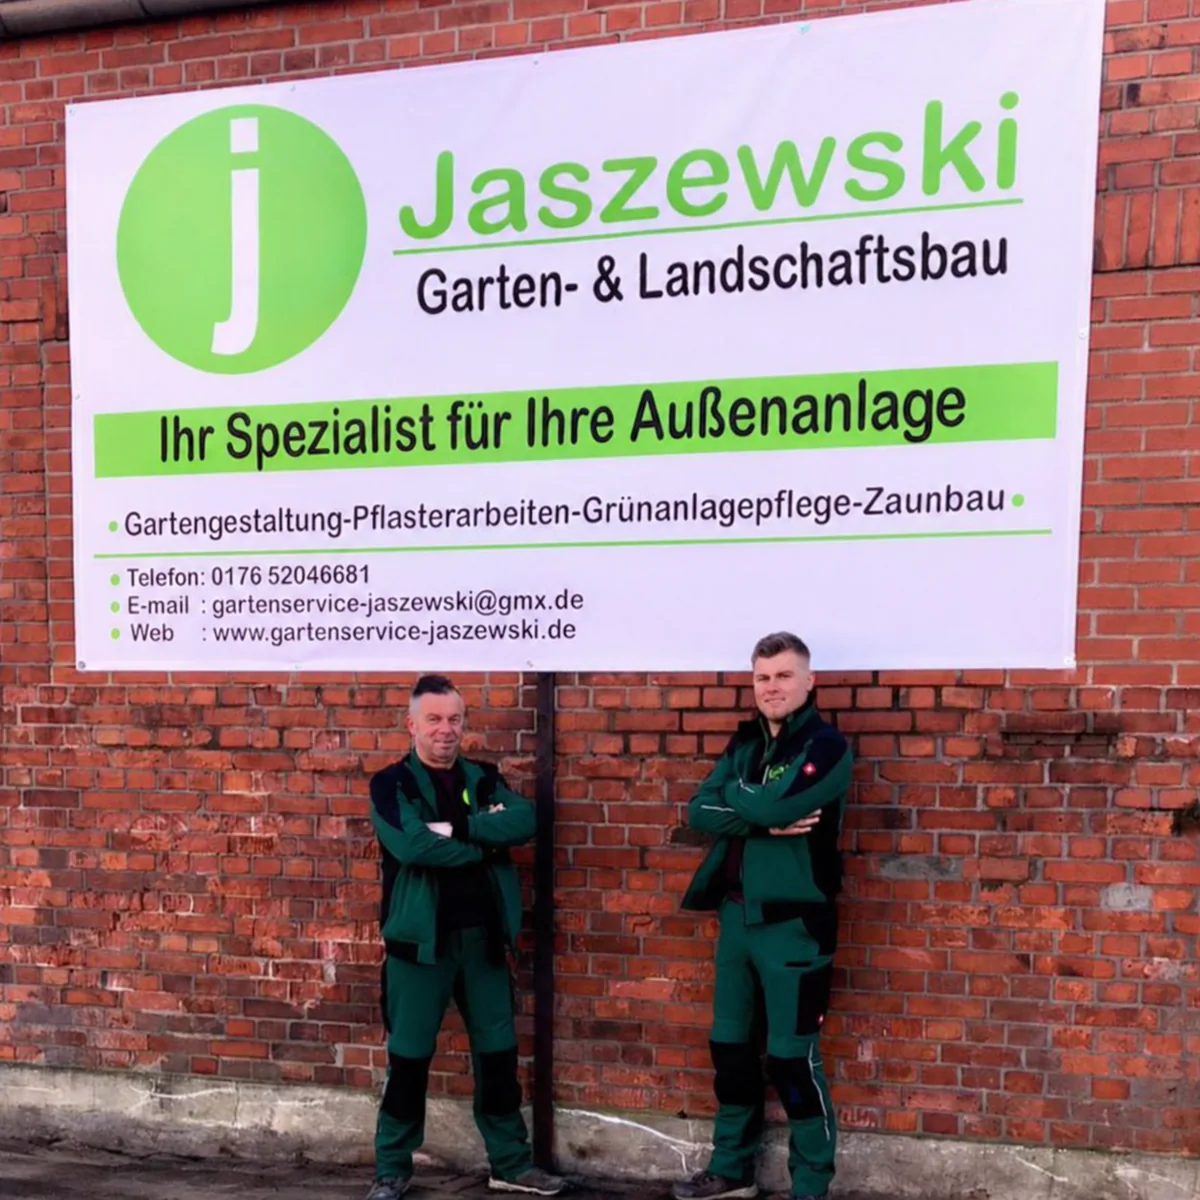 j
Jaszewski
Garten- & Landschaftsbau
Ihr Spezialist für Ihre Außenanlage
• Gartengestaltung-Pflasterarbeiten-Grünanlagepflege-Zaunbau •
• Telefon: 0176 52046681
• E-mail : gartenservice-jaszewski@gmx.de
• Web : www.gartenservice-jaszewski.de